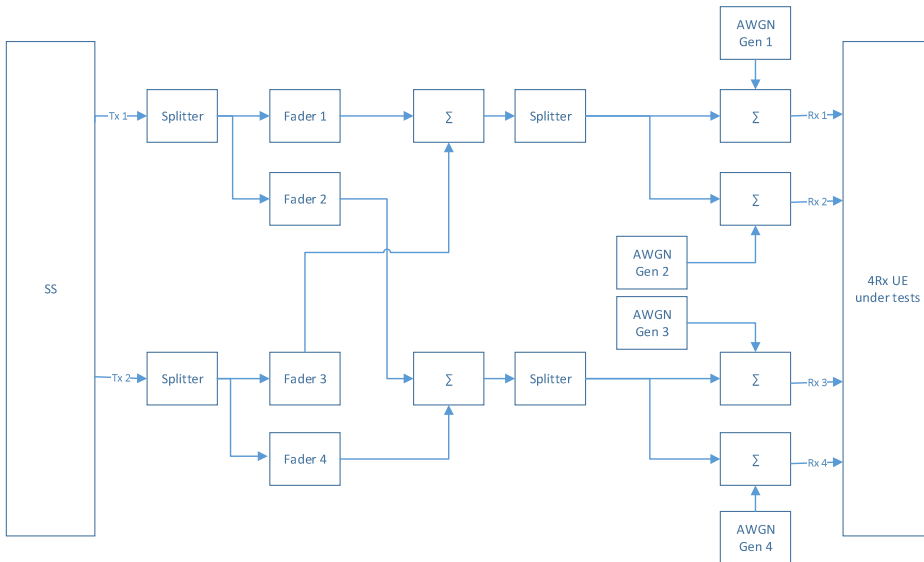 AWGN
Gen 1
Tx 1
Splitter
Fader 1
∑
Splitter
∑
Rx 1
Fader 2
∑
Rx 2
AWGN
Gen 2
SS
4Rx UE
under tests
AWGN
Gen 3
Tx 2
Splitter
Fader 3
∑
Splitter
∑
Rx 3
Fader 4
∑
Rx 4
AWGN
Gen 4